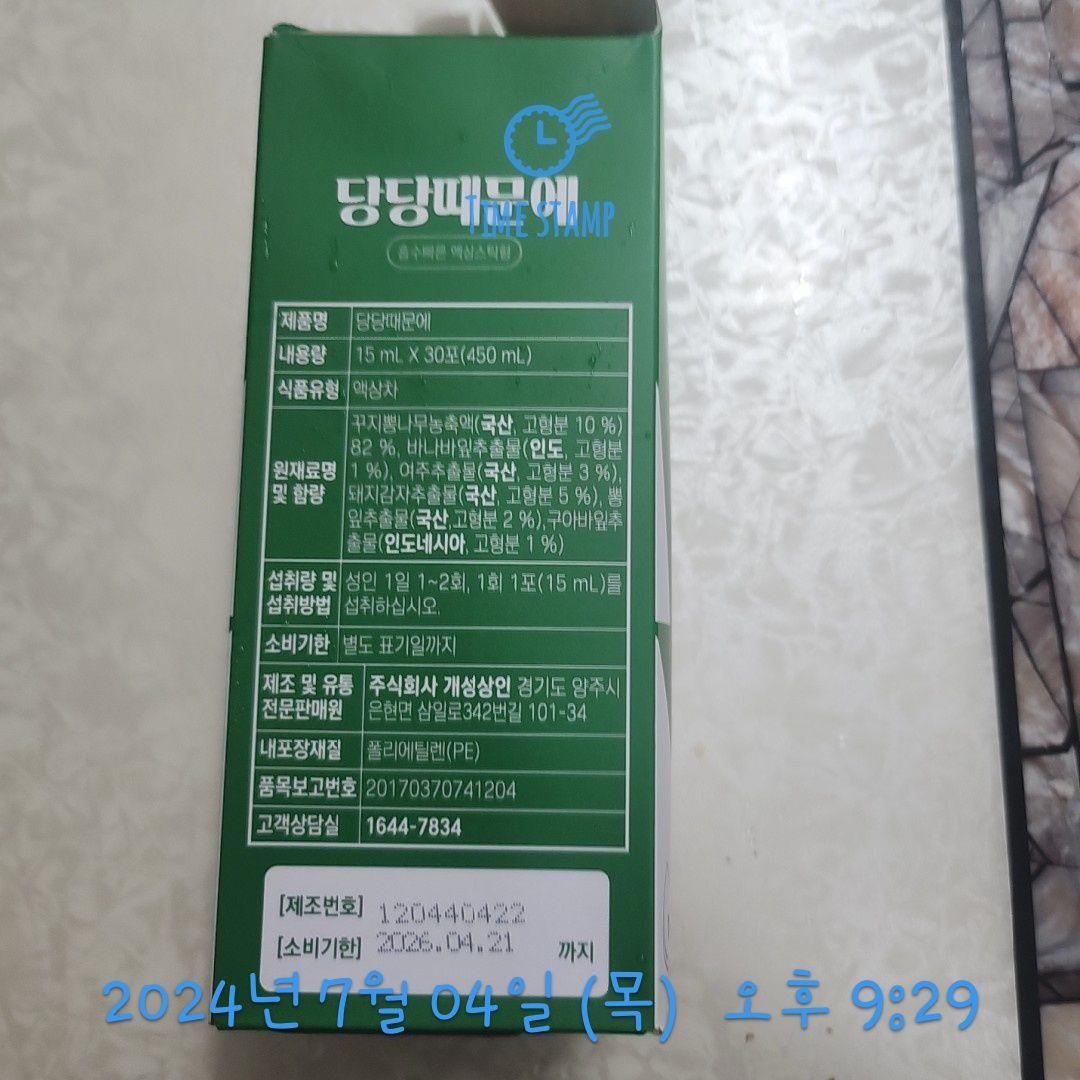 당당때문에
TIME STAMP
흡수빠른 액상스틱형
제품명 당당때문에
내용량 15 mL X 30포(450 mL)
식품유형 액상차
원재료명 및 함량
꾸지뽕나무농축액(국산, 고형분 10 %)
82 %, 바나바잎추출물(인도, 고형분
1 %), 여주추출물(국산, 고형분 3 %),
돼지감자추출물(국산, 고형분 5 %), 뽕
잎추출물(국산,고형분 2 %),구아바잎추
출물(인도네시아, 고형분 1 %)
섭취량 및 섭취방법
성인 1일 1~2회, 1회 1포(15 mL)를
섭취하십시오.
소비기한 별도 표기일까지
제조 및 유통 전문판매원
주식회사 개성상인 경기도 양주시
은현면 삼일로342번길 101-34
내포장재질 폴리에틸렌(PE)
품목보고번호 20170370741204
고객상담실 1644-7834
[제조번호] 120440422
[소비기한] 2026.04.21 까지
2024년 7월 04일 (목) 오후 9:29